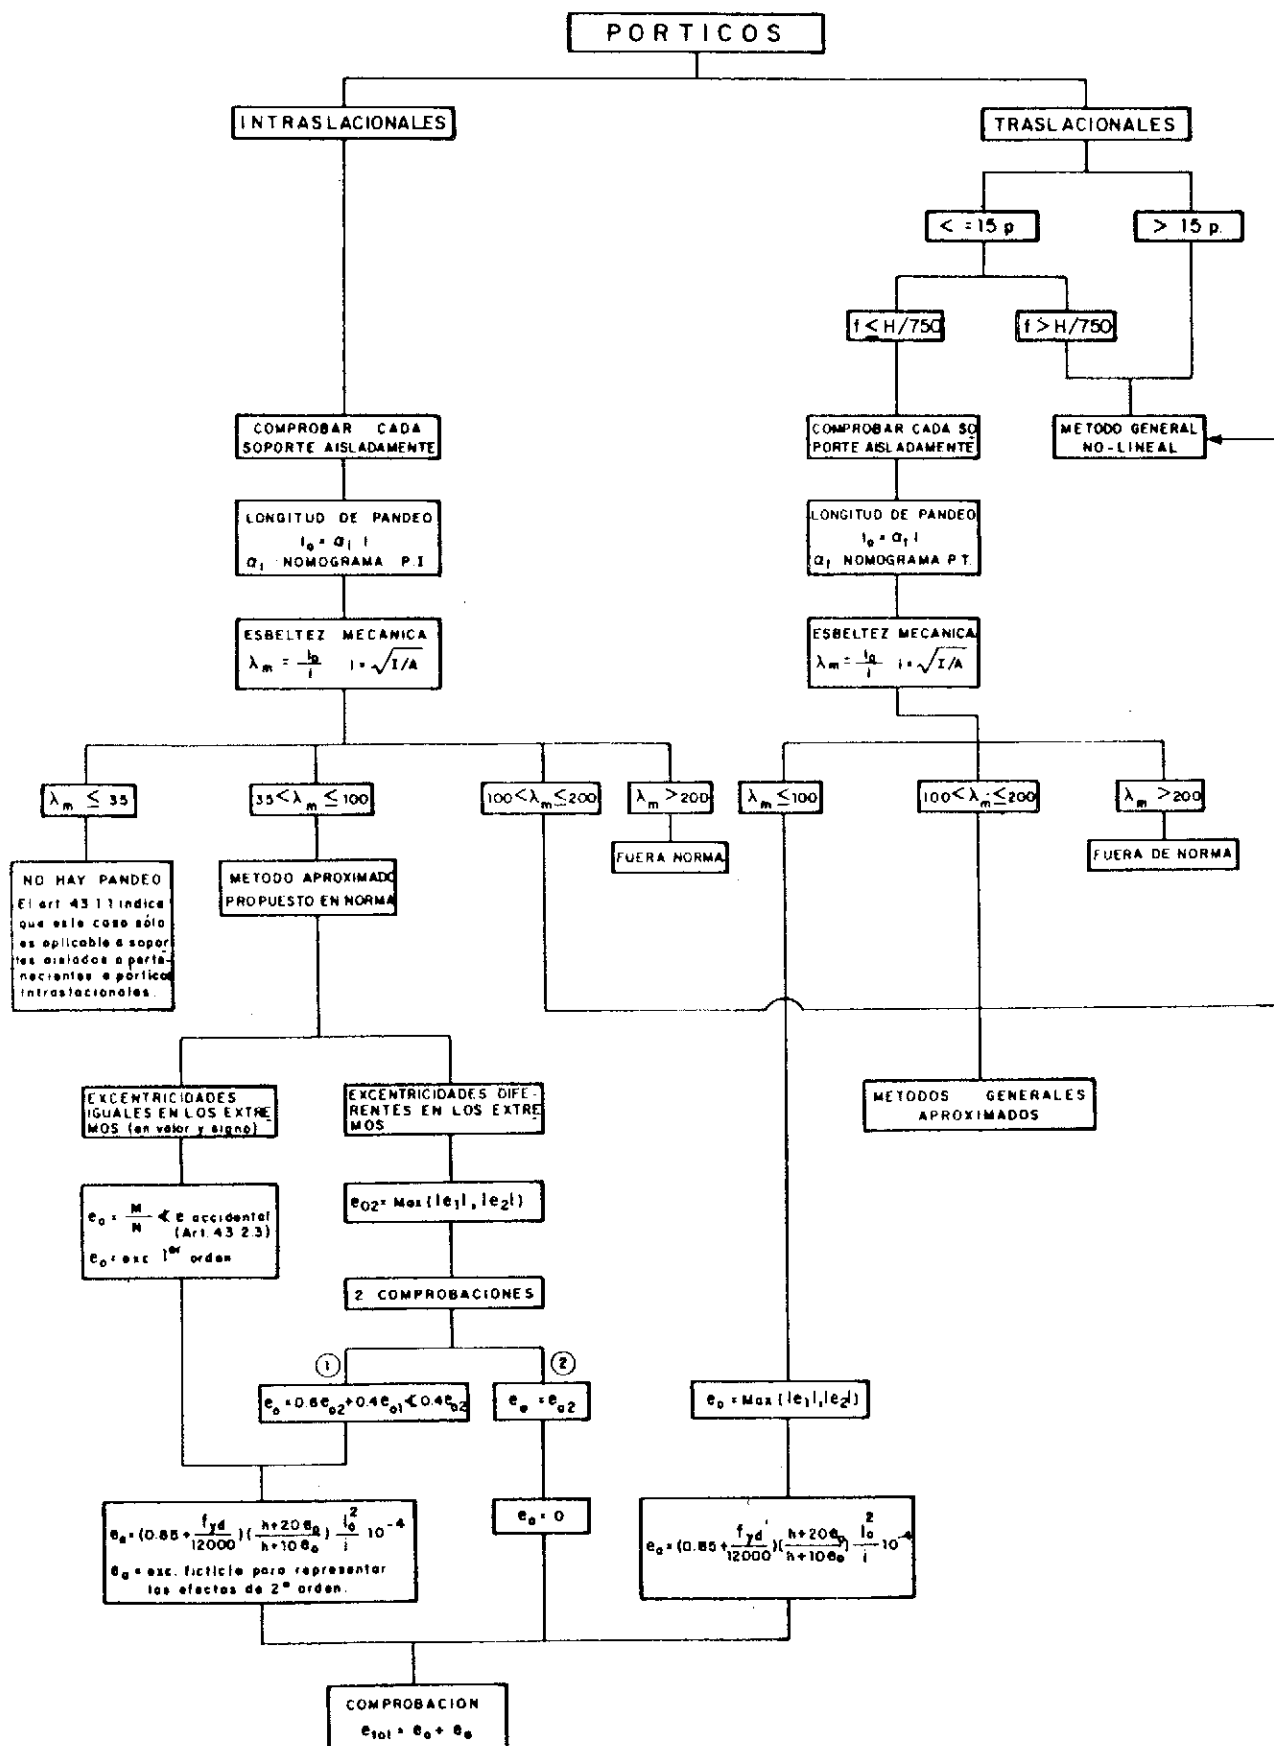 PORTICOS
INTRASLACIONALES
TRASLACIONALES
< =15 p
> 15 p.
f ≤ H/750
f > H/750
COMPROBAR CADA
SOPORTE AISLADAMENTE
COMPROBAR CADA SO
PORTE AISLADAMENTE
METODO GENERAL
NO-LINEAL
LONGITUD DE PANDEO
l₀ = α₁ l
α₁ NOMOGRAMA P.I
LONGITUD DE PANDEO
l₀ = α₁ l
α₁ NOMOGRAMA P.T.
ESBELTEZ MECANICA
λm = l₀/i i = √I/A
ESBELTEZ MECANICA
λm = l₀/i i = √I/A
λm ≤ 35
35 < λm ≤ 100
100 < λm ≤ 200
λm > 200
λm ≤ 100
100 < λm ≤ 200
λm > 200
FUERA NORMA
FUERA DE NORMA
NO HAY PANDEO
El art 43 1.1 indica
que este caso sólo
es aplicable a sopor
tes aislados o perte-
necientes a pórticos
intraslacionales.
METODO APROXIMADO
PROPUESTO EN NORMA
EXCENTRICIDADES
IGUALES EN LOS EXTRE
MOS (en valor y signo)
EXCENTRICIDADES DIFE-
RENTES EN LOS EXTRE
MOS
METODOS GENERALES
APROXIMADOS
e₀ = M/N ≮ e accidental
(Art. 43 2.3)
e₀ = exc 1er orden
e₀₂ = Max (|e₁|, |e₂|)
2 COMPROBACIONES
1
2
e₀ = 0.6e₀₂ + 0.4e₀₁ ≮ 0.4e₀₂
eₒ = e₀₂
e₀ = Max (|e₁|, |e₂|)
eₐ = (0.85 + fyd/12000) (h+20e₀/h+10e₀) l₀²/i 10⁻⁴
eₐ = exc. ficticia para representar
los efectos de 2º orden.
eₐ = 0
eₐ = (0.85 + fyd/12000) (h+20e₀/h+10e₀) l₀²/i 10⁻⁴
COMPROBACION
etot = e₀ + eₐ